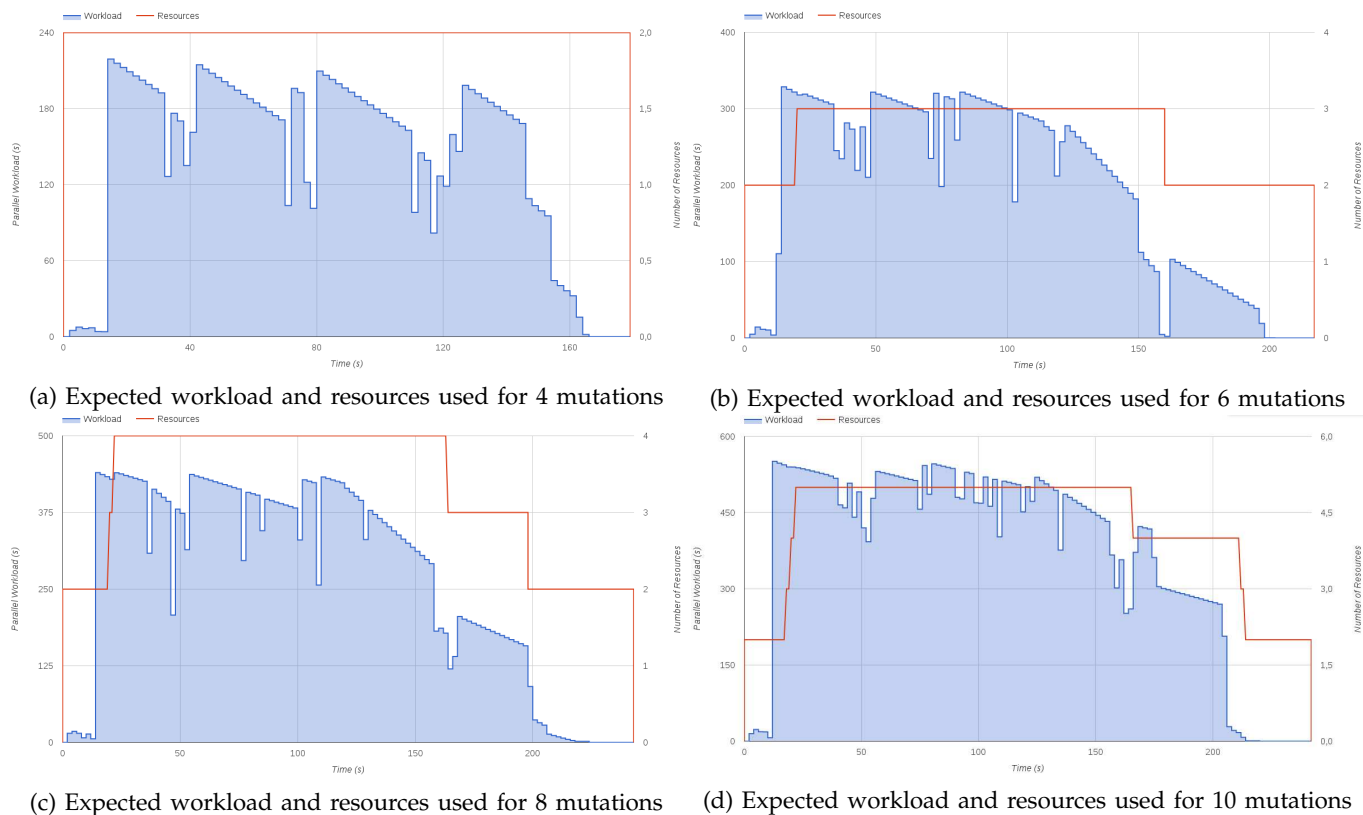 Workload Resources
240 2,0
180 1,5
120 1,0
60 0,5
0 0,0
Parallel Workload (s)
Number of Resources
0 40 80 120 160
Time (s)
(a) Expected workload and resources used for 4 mutations
Workload Resources
400 4
300 3
200 2
100 1
0 0
Parallel Workload (s)
Number of Resources
0 50 100 150 200
Time (s)
(b) Expected workload and resources used for 6 mutations
Workload Resources
500 4
375 3
250 2
125 1
0 0
Parallel Workload (s)
Number of Resources
0 50 100 150 200
Time (s)
(c) Expected workload and resources used for 8 mutations
Workload Resources
600 6,0
450 4,5
300 3,0
150 1,5
0 0,0
Parallel Workload (s)
Number of Resources
0 50 100 150 200
Time (s)
(d) Expected workload and resources used for 10 mutations